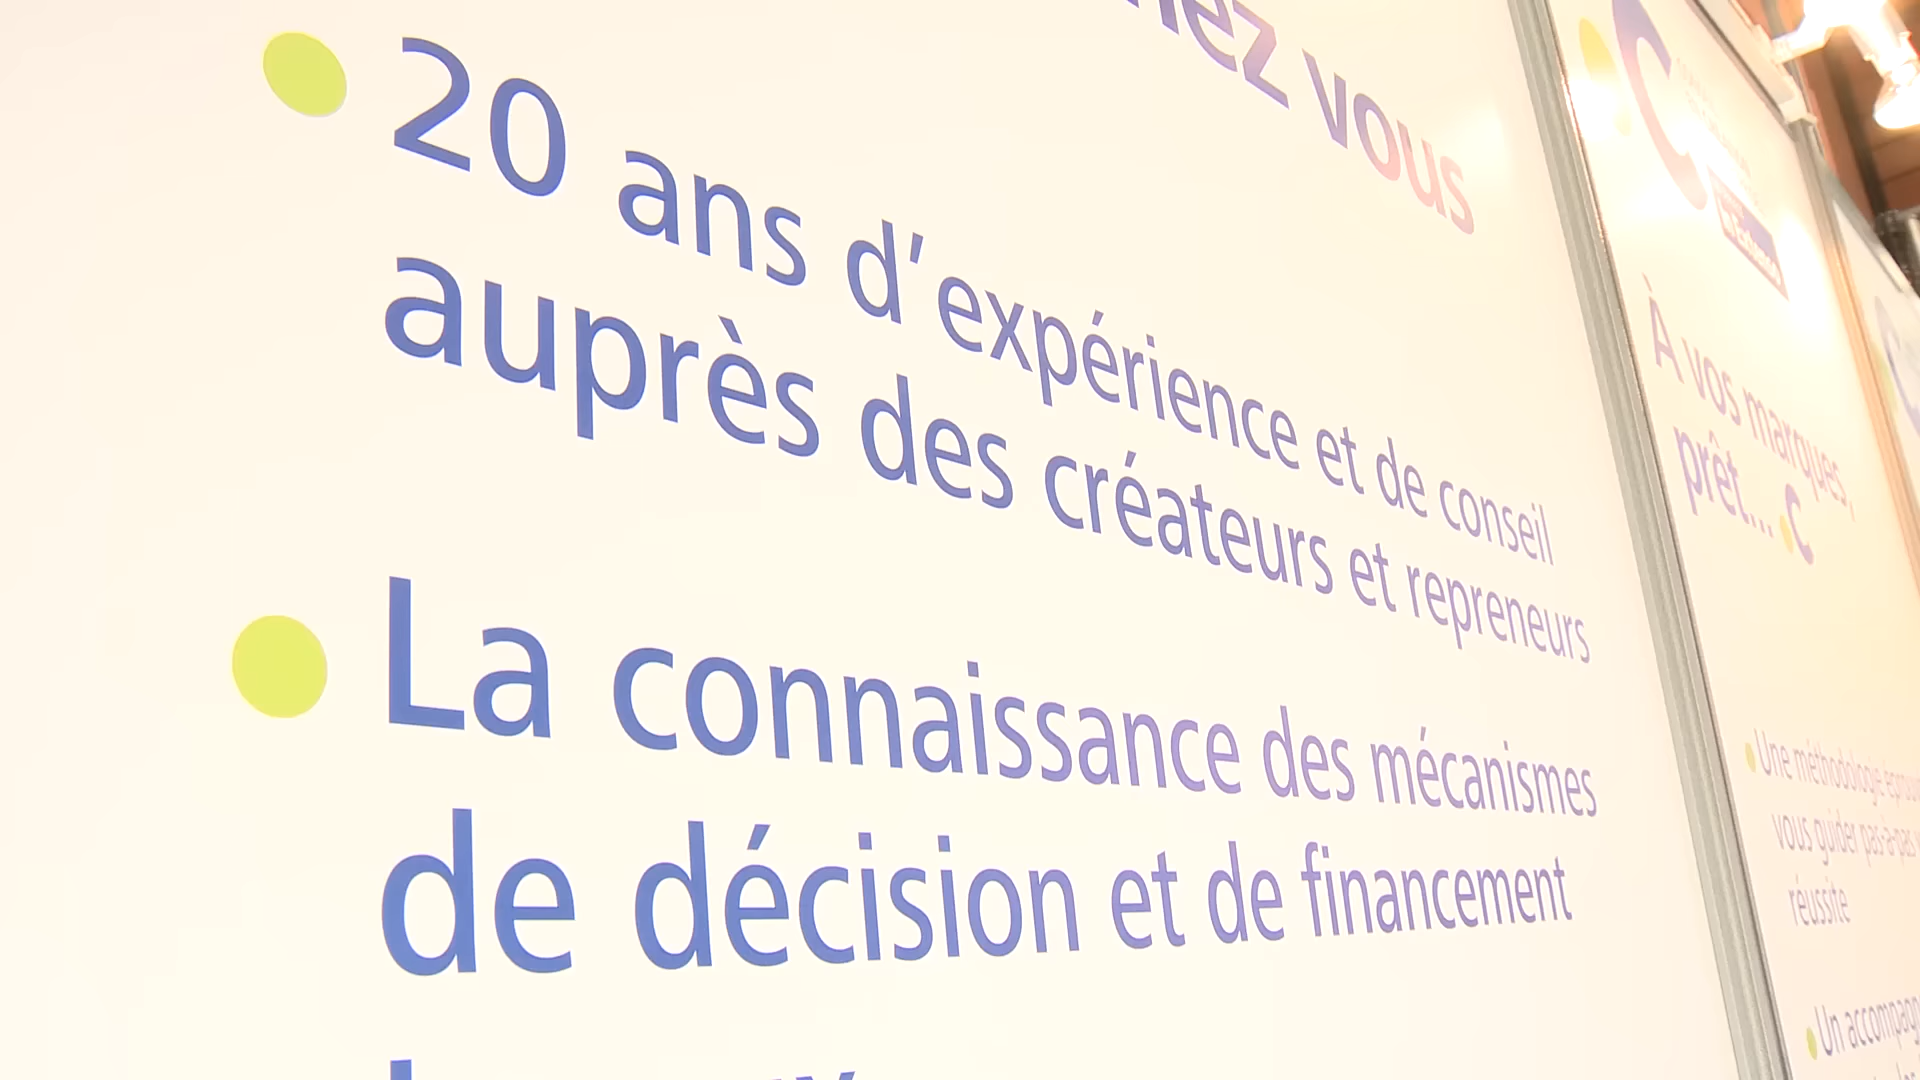 vous
20 ans d’expérience et de conseil
auprès des créateurs et repreneurs
La connaissance des mécanismes
de décision et de financement
À vos marques,
prêt... C
Une méthodologie
vous guider pas-à-pas
réussite
Un